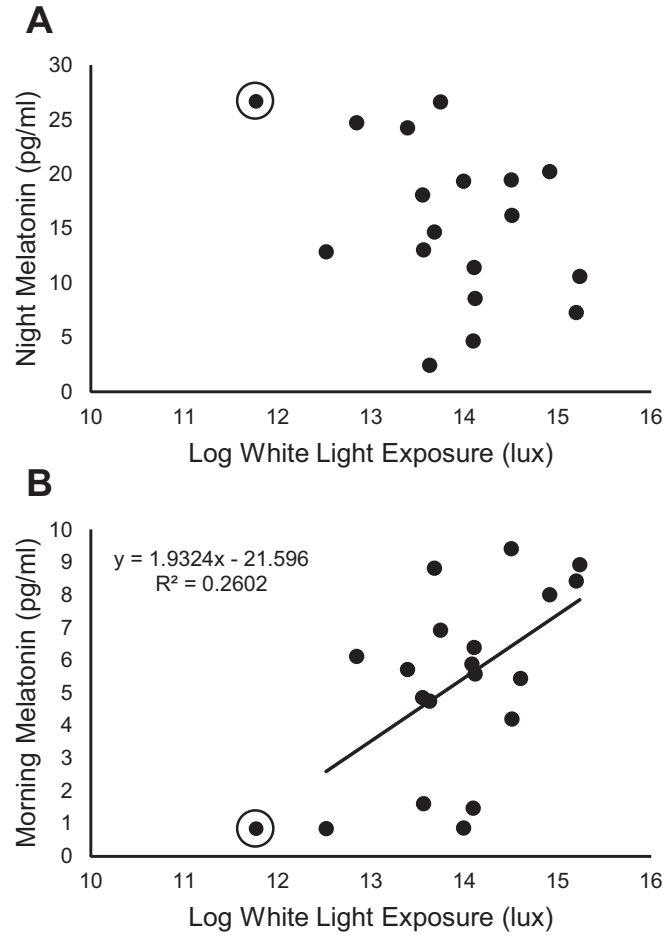 A
Night Melatonin (pg/ml)
30
25
20
15
10
5
0
10 11 12 13 14 15 16
Log White Light Exposure (lux)
B
Morning Melatonin (pg/ml)
y = 1.9324x - 21.596
R² = 0.2602
10
9
8
7
6
5
4
3
2
1
0
10 11 12 13 14 15 16
Log White Light Exposure (lux)